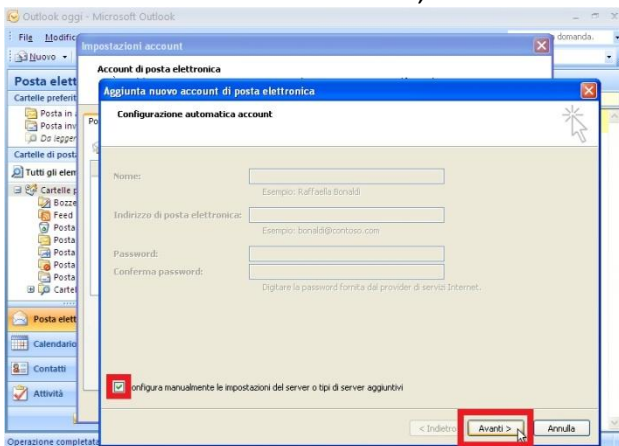 Outlook oggi - Microsoft Outlook
File Modific
domanda.
Impostazioni account
Nuovo
Account di posta elettronica
Posta elett
Aggiunta nuovo account di posta elettronica
Cartelle preferit
Configurazione automatica account
Posta in
Posta inv
Po
Da legger
Cartelle di posta
Tutti gli elem
Nome:
Esempio: Raffaella Bonaldi
Cartelle p
Bozze
Feed
Indirizzo di posta elettronica:
Esempio: bonaldi@contoso.com
Posta
Posta
Posta
Password:
Posta
Conferma password:
Posta
Digitare la password fornita dal provider di servizi Internet.
Cartel
Posta elett
Calendario
Contatti
Configura manualmente le impostazioni del server o tipi di server aggiuntivi
Attività
< Indietro
Avanti >
Annulla
Operazione completata